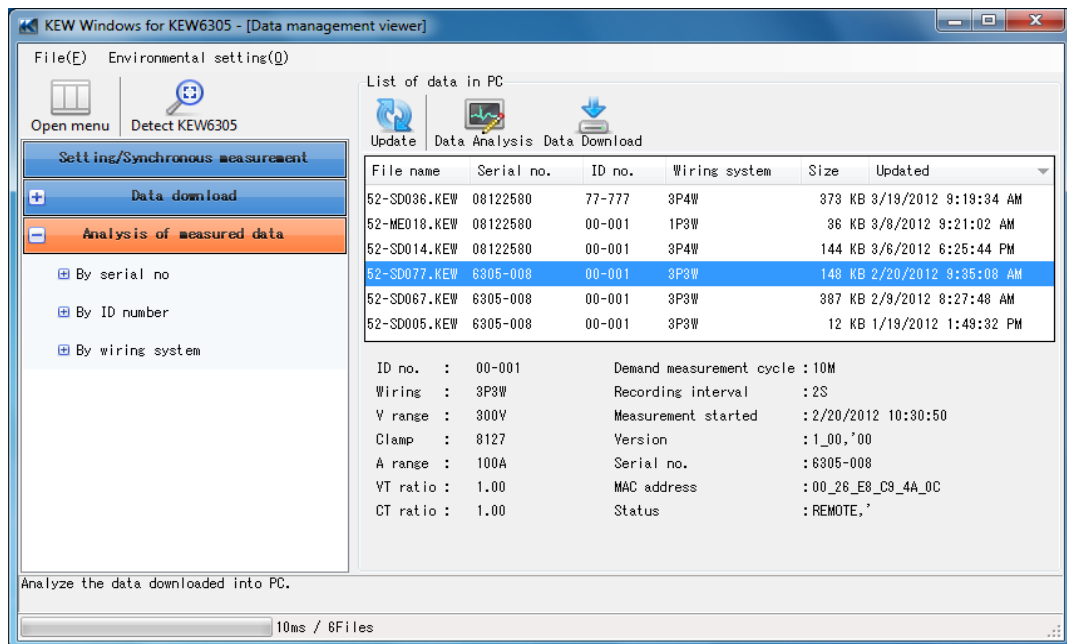 KEW Windows for KEW6305 - [Data management viewer]
File(F) Environmental setting(O)
Open menu
Detect KEW6305
Setting/Synchronous measurement
Data download
Analysis of measured data
By serial no
By ID number
By wiring system
List of data in PC
Update Data Analysis Data Download
File name Serial no. ID no. Wiring system Size Updated
52-SD036.KEW 08122580 77-777 3P4W 373 KB 3/19/2012 9:19:34 AM
52-ME018.KEW 08122580 00-001 1P3W 36 KB 3/8/2012 9:21:02 AM
52-SD014.KEW 08122580 00-001 3P4W 144 KB 3/6/2012 6:25:44 PM
52-SD077.KEW 6305-008 00-001 3P3W 148 KB 2/20/2012 9:35:08 AM
52-SD067.KEW 6305-008 00-001 3P3W 387 KB 2/9/2012 8:27:48 AM
52-SD005.KEW 6305-008 00-001 3P3W 12 KB 1/19/2012 1:49:32 PM
ID no. : 00-001 Demand measurement cycle : 10M
Wiring : 3P3W Recording interval : 2S
V range : 300V Measurement started : 2/20/2012 10:30:50
Clamp : 8127 Version : 1_00,'00
A range : 100A Serial no. : 6305-008
VT ratio : 1.00 MAC address : 00_26_E8_C9_4A_0C
CT ratio : 1.00 Status : REMOTE,'
Analyze the data downloaded into PC.
10ms / 6Files